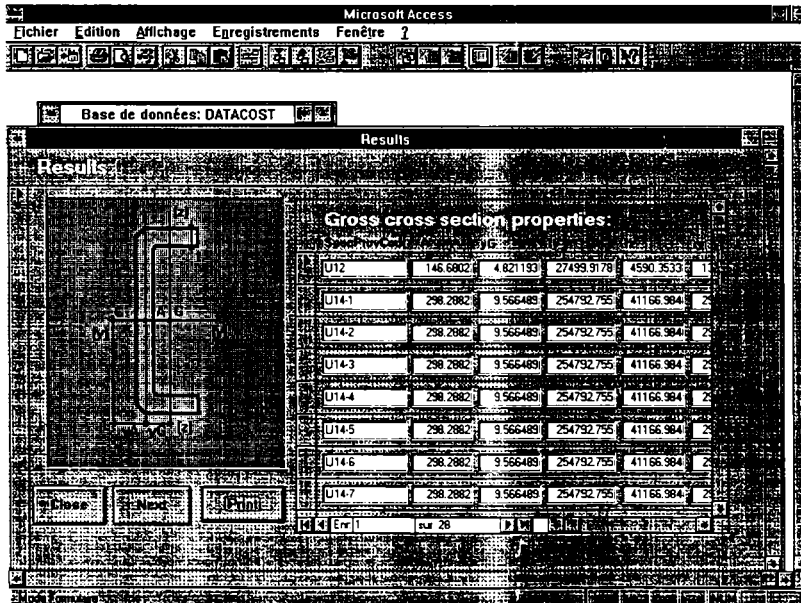 Microsoft Access
Fichier Edition Affichage Enregistrements Fenêtre ?
Base de données: DATACOST
Results
Results:
Gross cross section properties:
U12 146.6802 4.821193 27499.9178 4590.3533
U14-1 298.2882 9.566489 254792.755 41166.984
U14-2 298.2882 9.566489 254792.755 41166.984
U14-3 298.2882 9.566489 254792.755 41166.984
U14-4 298.2882 9.566489 254792.755 41166.984
U14-5 298.2882 9.566489 254792.755 41166.984
U14-6 298.2882 9.566489 254792.755 41166.984
U14-7 298.2882 9.566489 254792.755 41166.984
A G
M
Close Next Print
Enr 1 sur 28